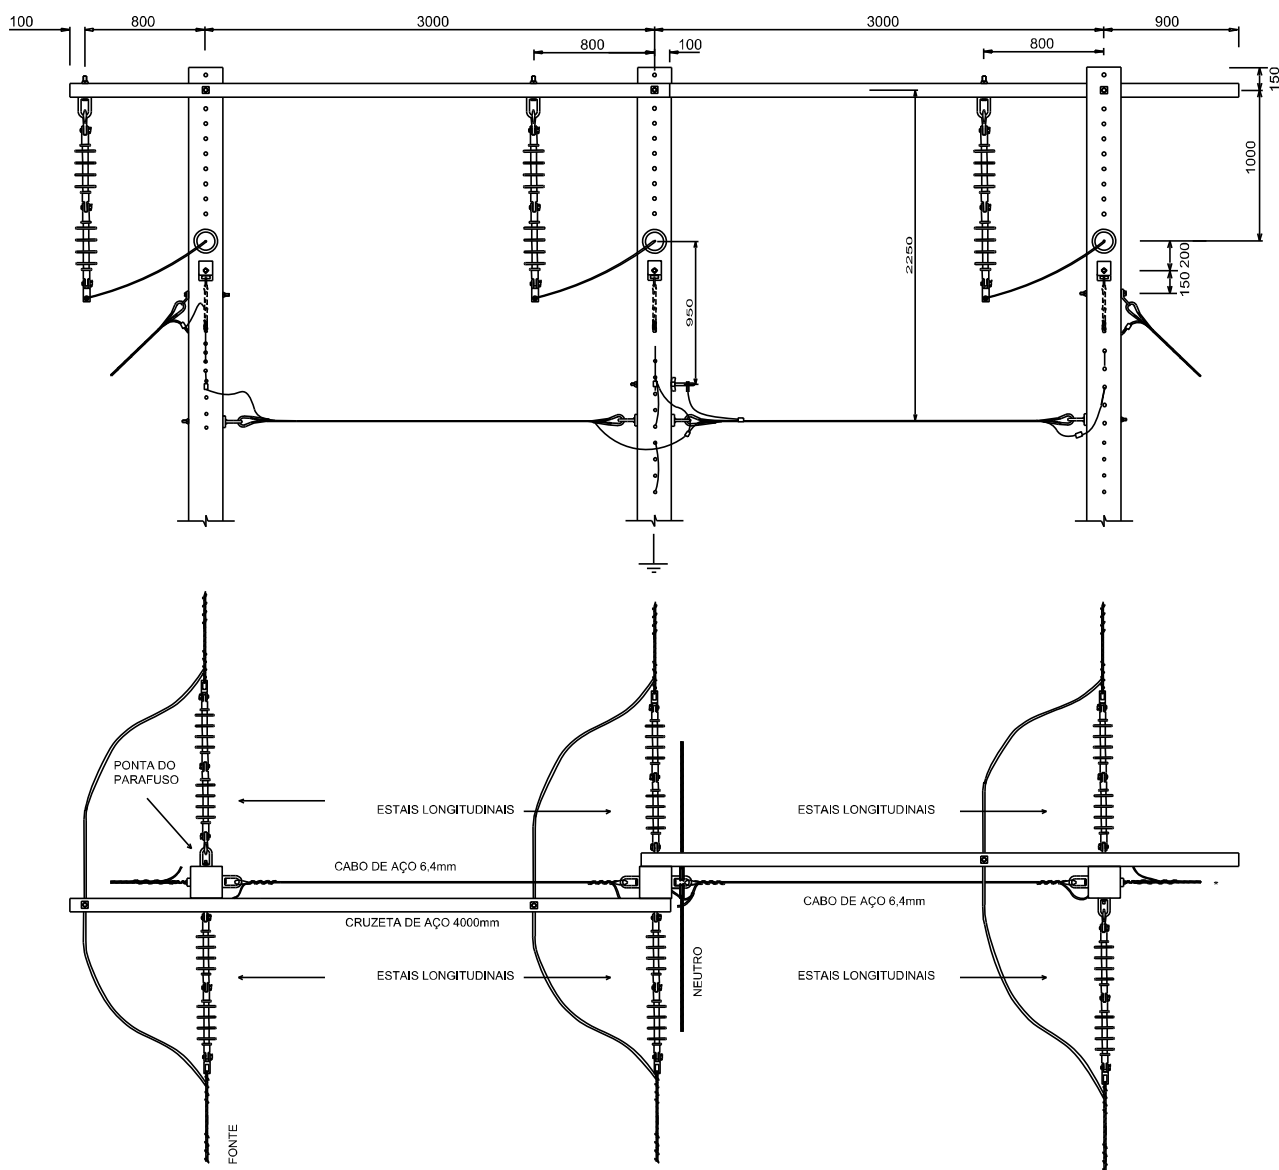 100
800
3000
3000
900
800
100
800
150
1000
2250
200
150
950
PONTA DO
PARAFUSO
ESTAIS LONGITUDINAIS
ESTAIS LONGITUDINAIS
CABO DE AÇO 6,4mm
CABO DE AÇO 6,4mm
*
CRUZETA DE AÇO 4000mm
NEUTRO
ESTAIS LONGITUDINAIS
ESTAIS LONGITUDINAIS
FONTE